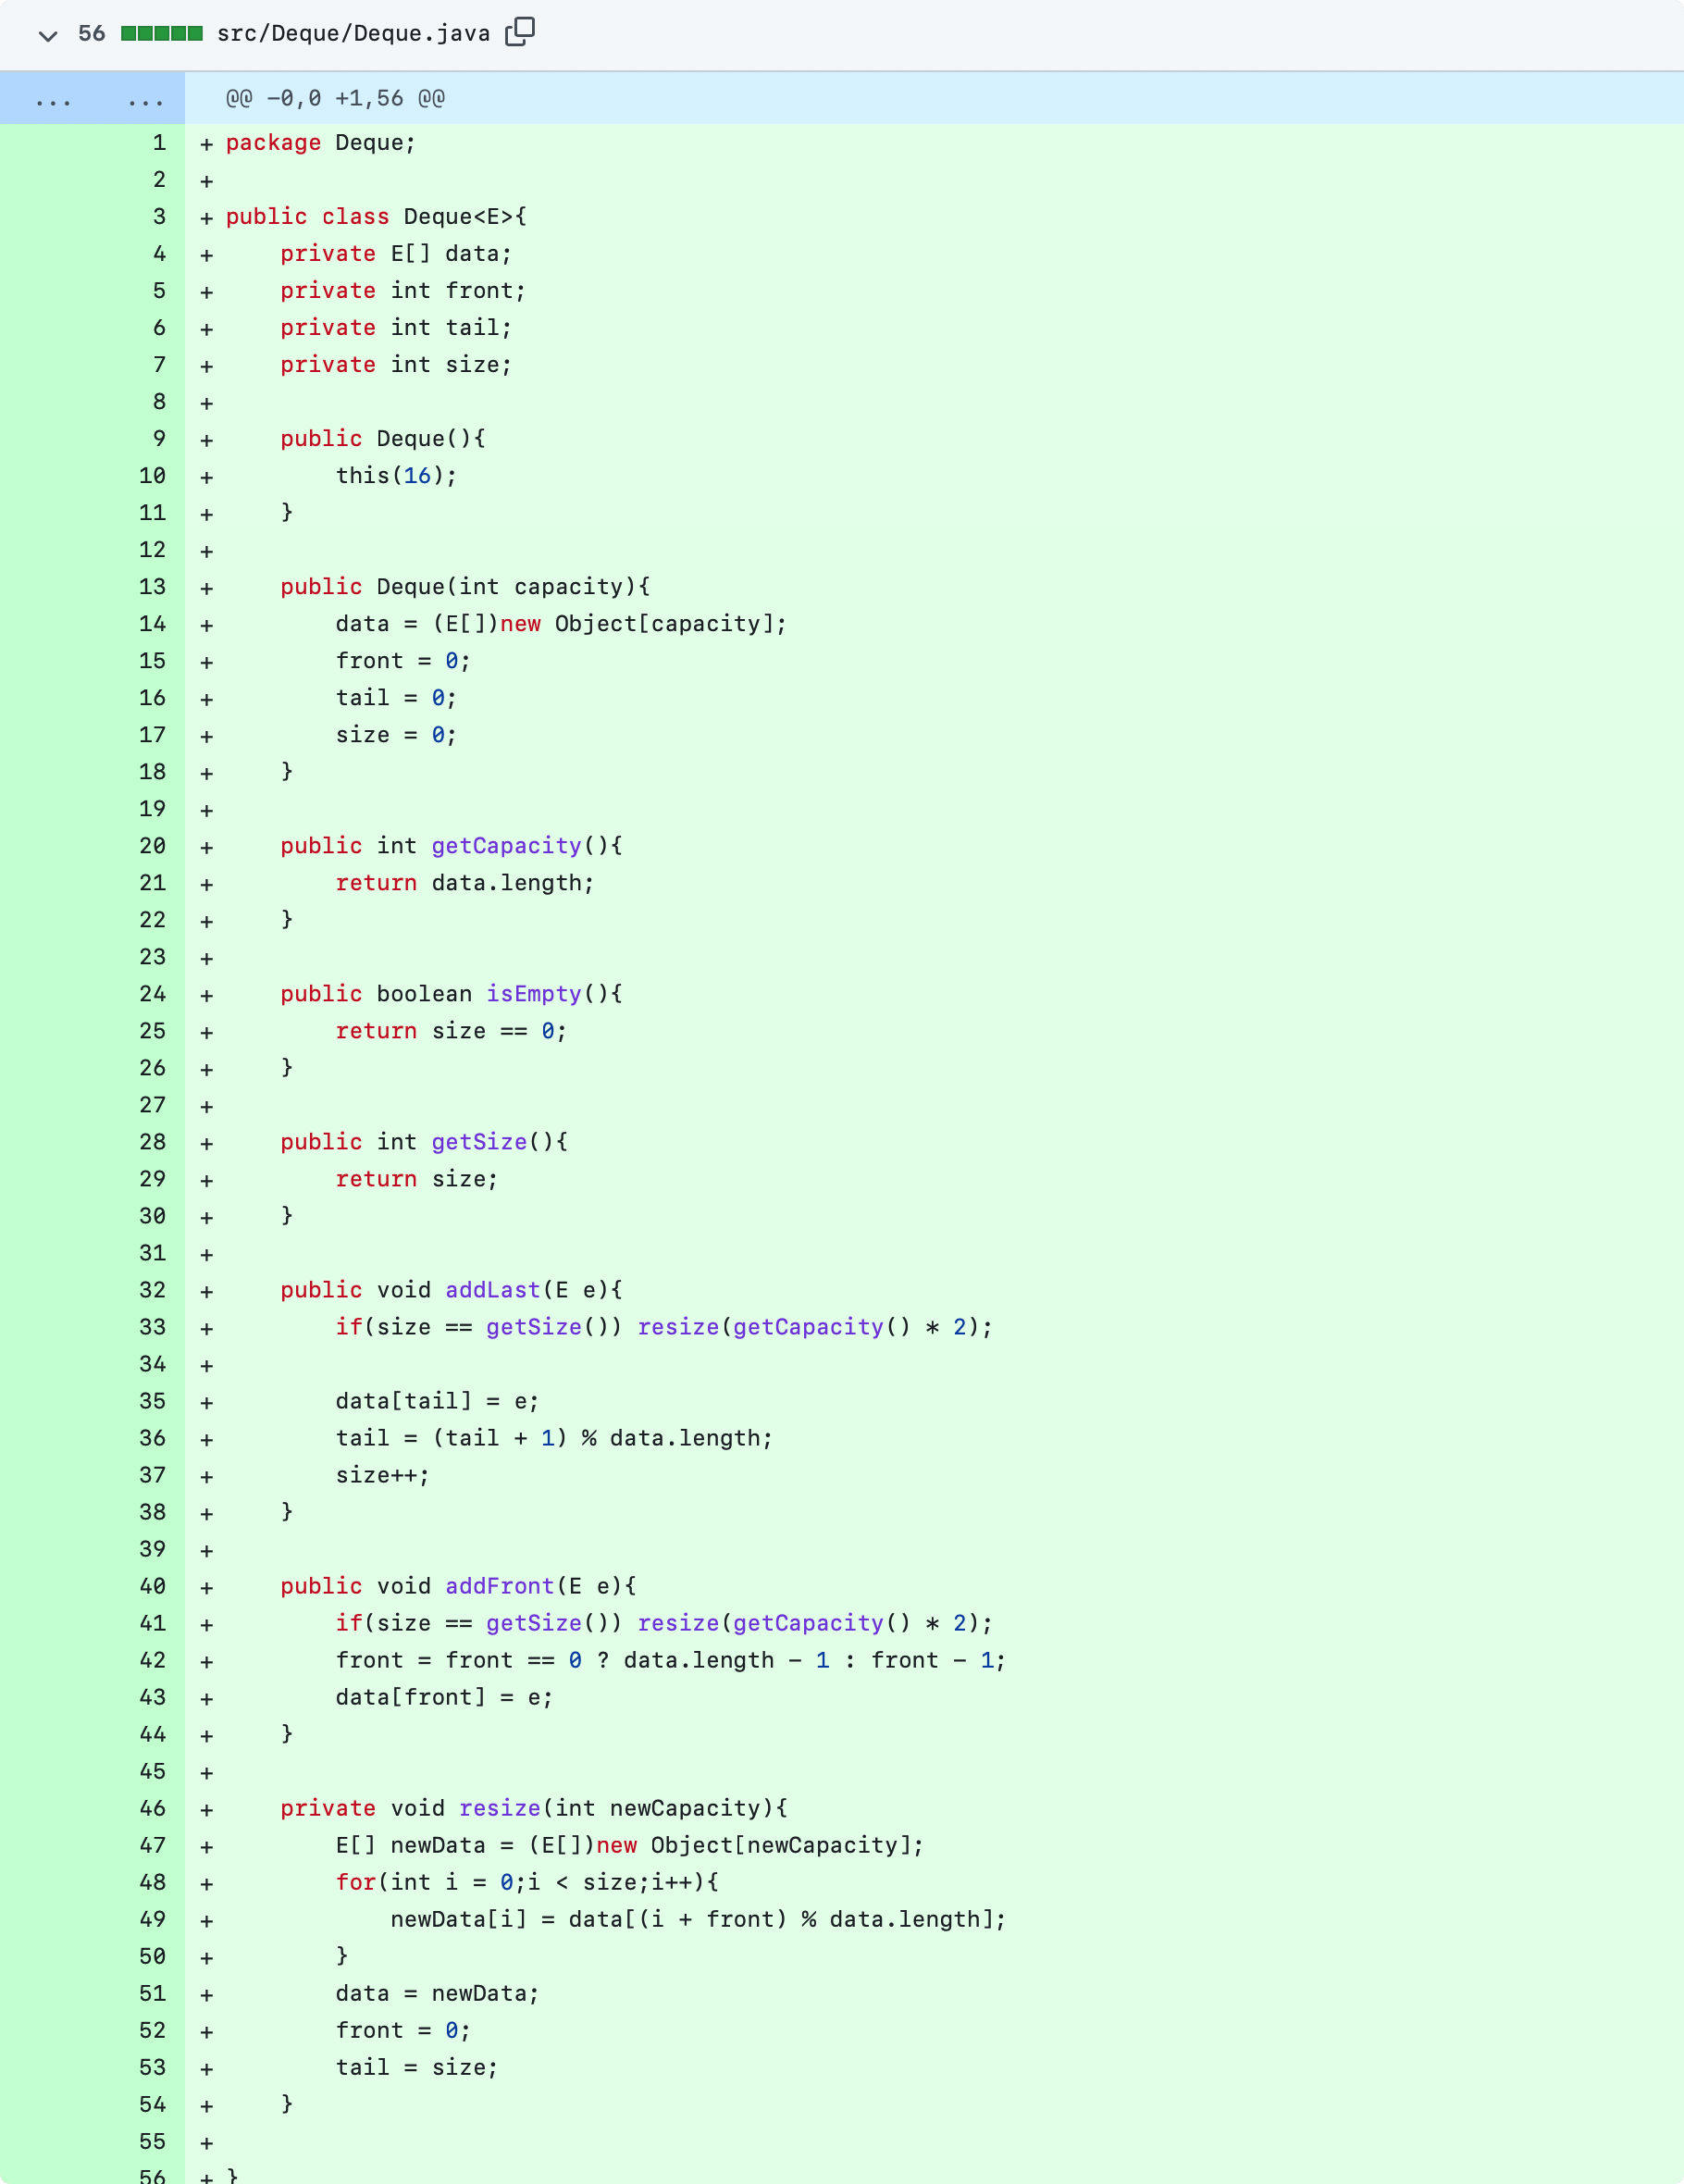 56 src/Deque/Deque.java
... ... @@ -0,0 +1,56 @@
1 + package Deque;
2 +
3 + public class Deque<E>{
4 +     private E[] data;
5 +     private int front;
6 +     private int tail;
7 +     private int size;
8 +
9 +     public Deque(){
10 +         this(16);
11 +     }
12 +
13 +     public Deque(int capacity){
14 +         data = (E[])new Object[capacity];
15 +         front = 0;
16 +         tail = 0;
17 +         size = 0;
18 +     }
19 +
20 +     public int getCapacity(){
21 +         return data.length;
22 +     }
23 +
24 +     public boolean isEmpty(){
25 +         return size == 0;
26 +     }
27 +
28 +     public int getSize(){
29 +         return size;
30 +     }
31 +
32 +     public void addLast(E e){
33 +         if(size == getSize()) resize(getCapacity() * 2);
34 +
35 +         data[tail] = e;
36 +         tail = (tail + 1) % data.length;
37 +         size++;
38 +     }
39 +
40 +     public void addFront(E e){
41 +         if(size == getSize()) resize(getCapacity() * 2);
42 +         front = front == 0 ? data.length - 1 : front - 1;
43 +         data[front] = e;
44 +     }
45 +
46 +     private void resize(int newCapacity){
47 +         E[] newData = (E[])new Object[newCapacity];
48 +         for(int i = 0;i < size;i++){
49 +             newData[i] = data[(i + front) % data.length];
50 +         }
51 +         data = newData;
52 +         front = 0;
53 +         tail = size;
54 +     }
55 +
56 + }